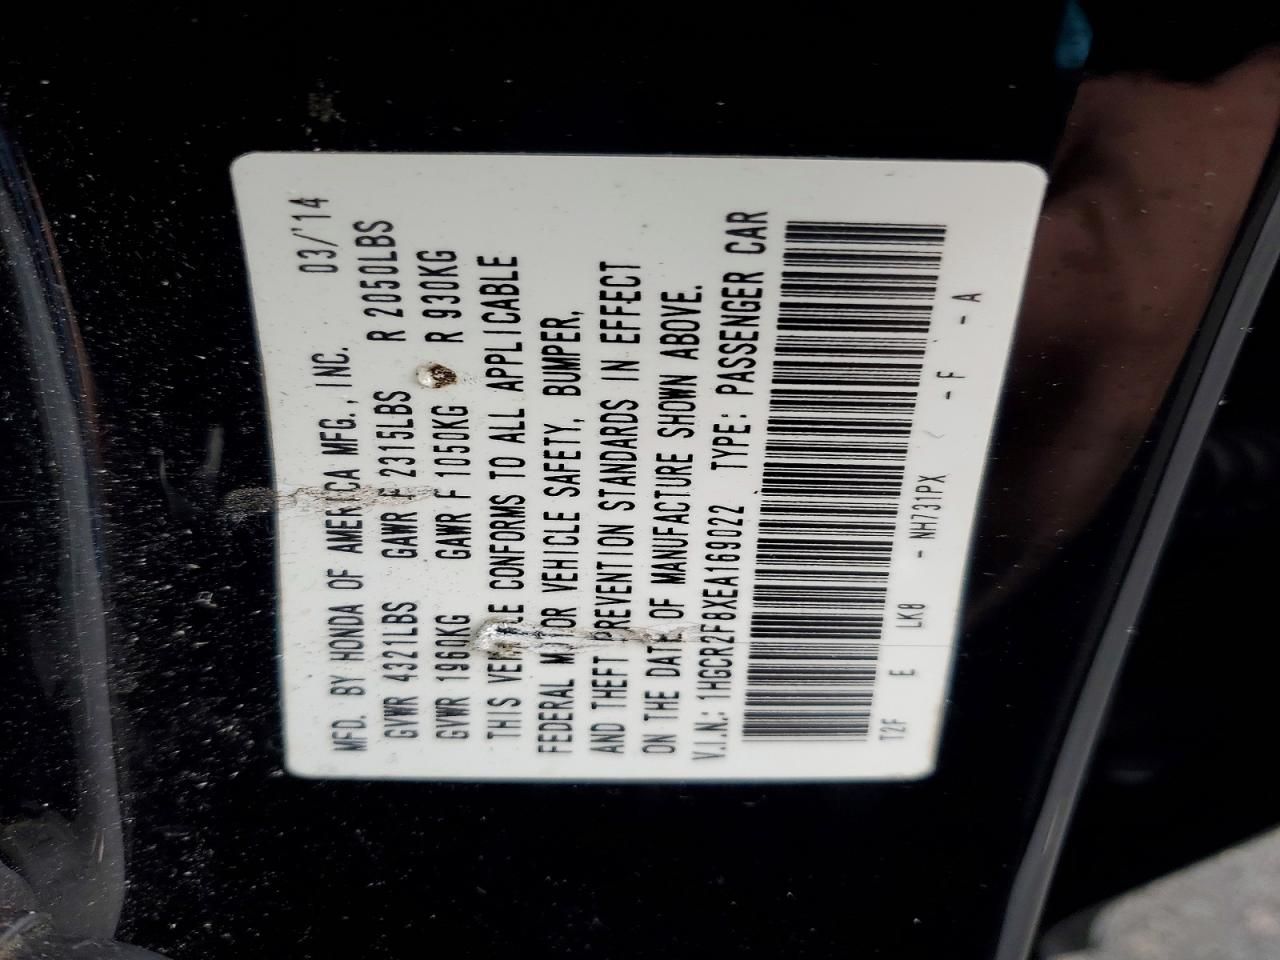 MFD. BY HONDA OF AMERICA MFG., INC. 03/'14
GVWR 4321LBS GAWR F 2315LBS R 2050LBS
GVWR 1960KG GAWR F 1050KG R 930KG
THIS VEHICLE CONFORMS TO ALL APPLICABLE
FEDERAL MOTOR VEHICLE SAFETY, BUMPER,
AND THEFT PREVENTION STANDARDS IN EFFECT
ON THE DATE OF MANUFACTURE SHOWN ABOVE.
V.I.N.: 1HGCR2F8XEA169022 TYPE: PASSENGER CAR
T2F E LK8 - NH731PX - F - A